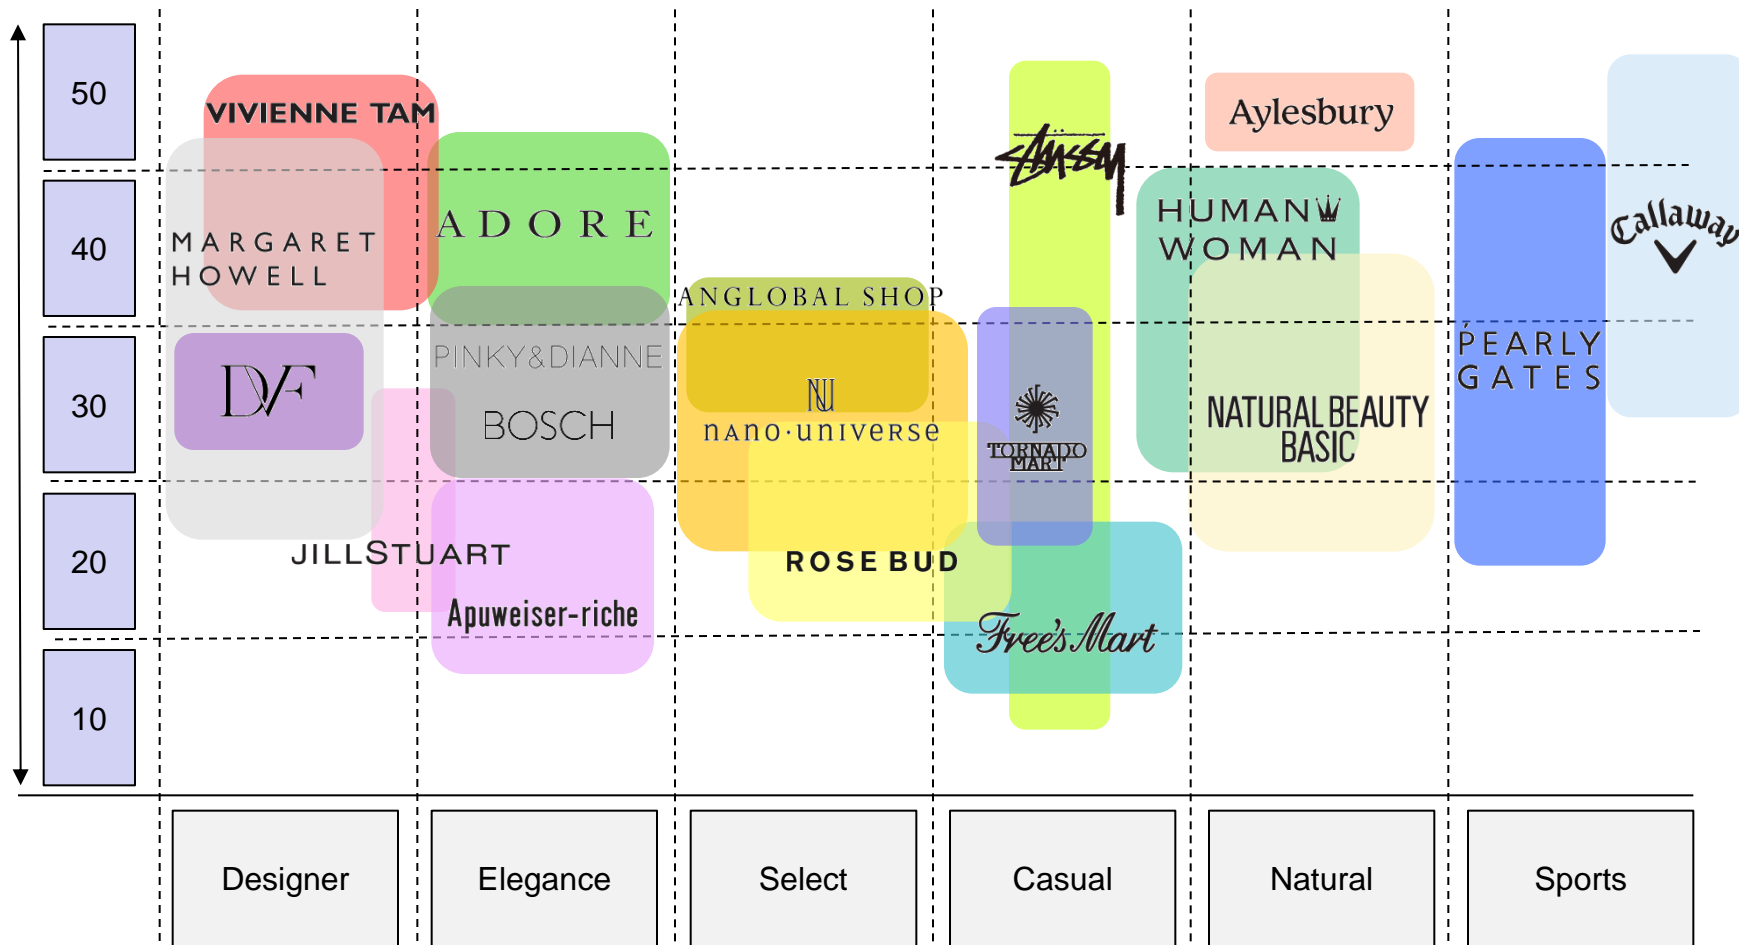 50
VIVIENNE TAM
Aylesbury
STÜSSY
40
ADORE
HUMAN
WOMAN
MARGARET
HOWELL
Callaway
ANGLOBAL SHOP
30
DVF
PINKY&DIANNE
BOSCH
NU
nano·universe
TORNADO
MART
NATURAL BEAUTY
BASIC
PEARLY
GATES
20
JILLSTUART
Apuweiser-riche
ROSE BUD
Free's Mart
10
Designer
Elegance
Select
Casual
Natural
Sports